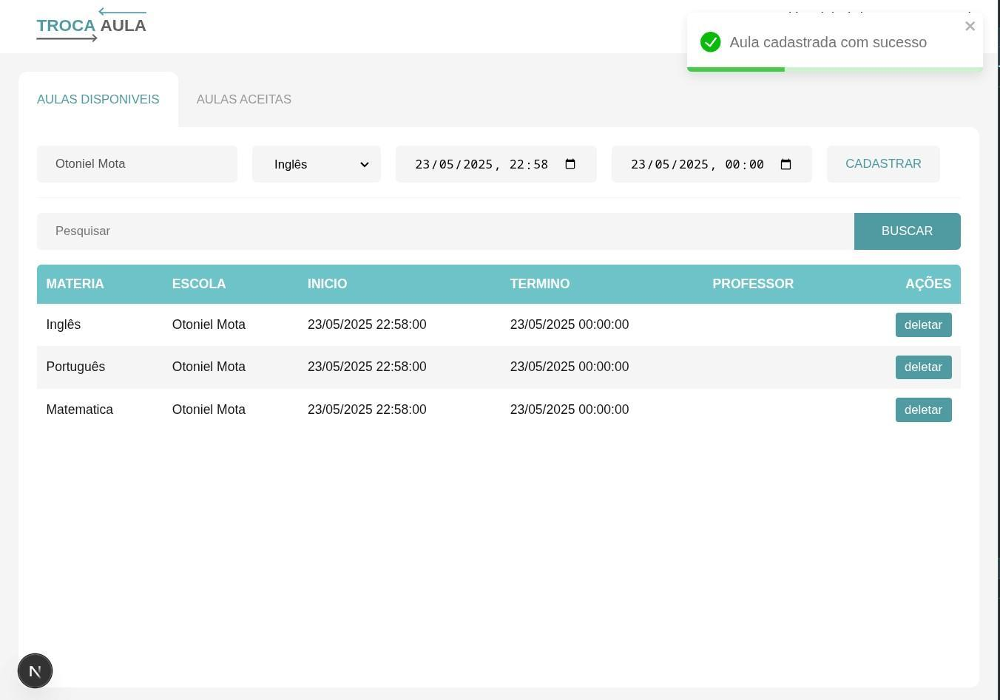 TROCA AULA
Aula cadastrada com sucesso
AULAS DISPONIVEIS AULAS ACEITAS
Otoniel Mota Inglês 23/05/2025, 22:58 23/05/2025, 00:00 CADASTRAR
Pesquisar BUSCAR
MATERIA ESCOLA INICIO TERMINO PROFESSOR AÇÕES
Inglês Otoniel Mota 23/05/2025 22:58:00 23/05/2025 00:00:00 deletar
Português Otoniel Mota 23/05/2025 22:58:00 23/05/2025 00:00:00 deletar
Matematica Otoniel Mota 23/05/2025 22:58:00 23/05/2025 00:00:00 deletar
N